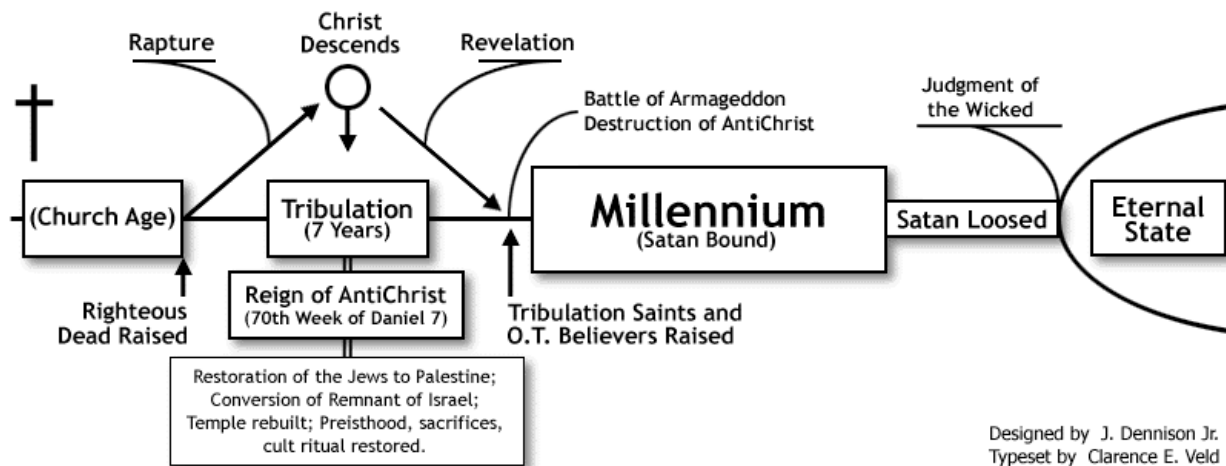 Rapture
Christ
Descends
Revelation
Battle of Armageddon
Destruction of AntiChrist
Judgment of
the Wicked
(Church Age)
Tribulation
(7 Years)
Millennium
(Satan Bound)
Satan Loosed
Eternal
State
Righteous
Dead Raised
Reign of AntiChrist
(70th Week of Daniel 7)
Tribulation Saints and
O.T. Believers Raised
Restoration of the Jews to Palestine;
Conversion of Remnant of Israel;
Temple rebuilt; Preisthood, sacrifices,
cult ritual restored.
Designed by J. Dennison Jr.
Typeset by Clarence E. Veld